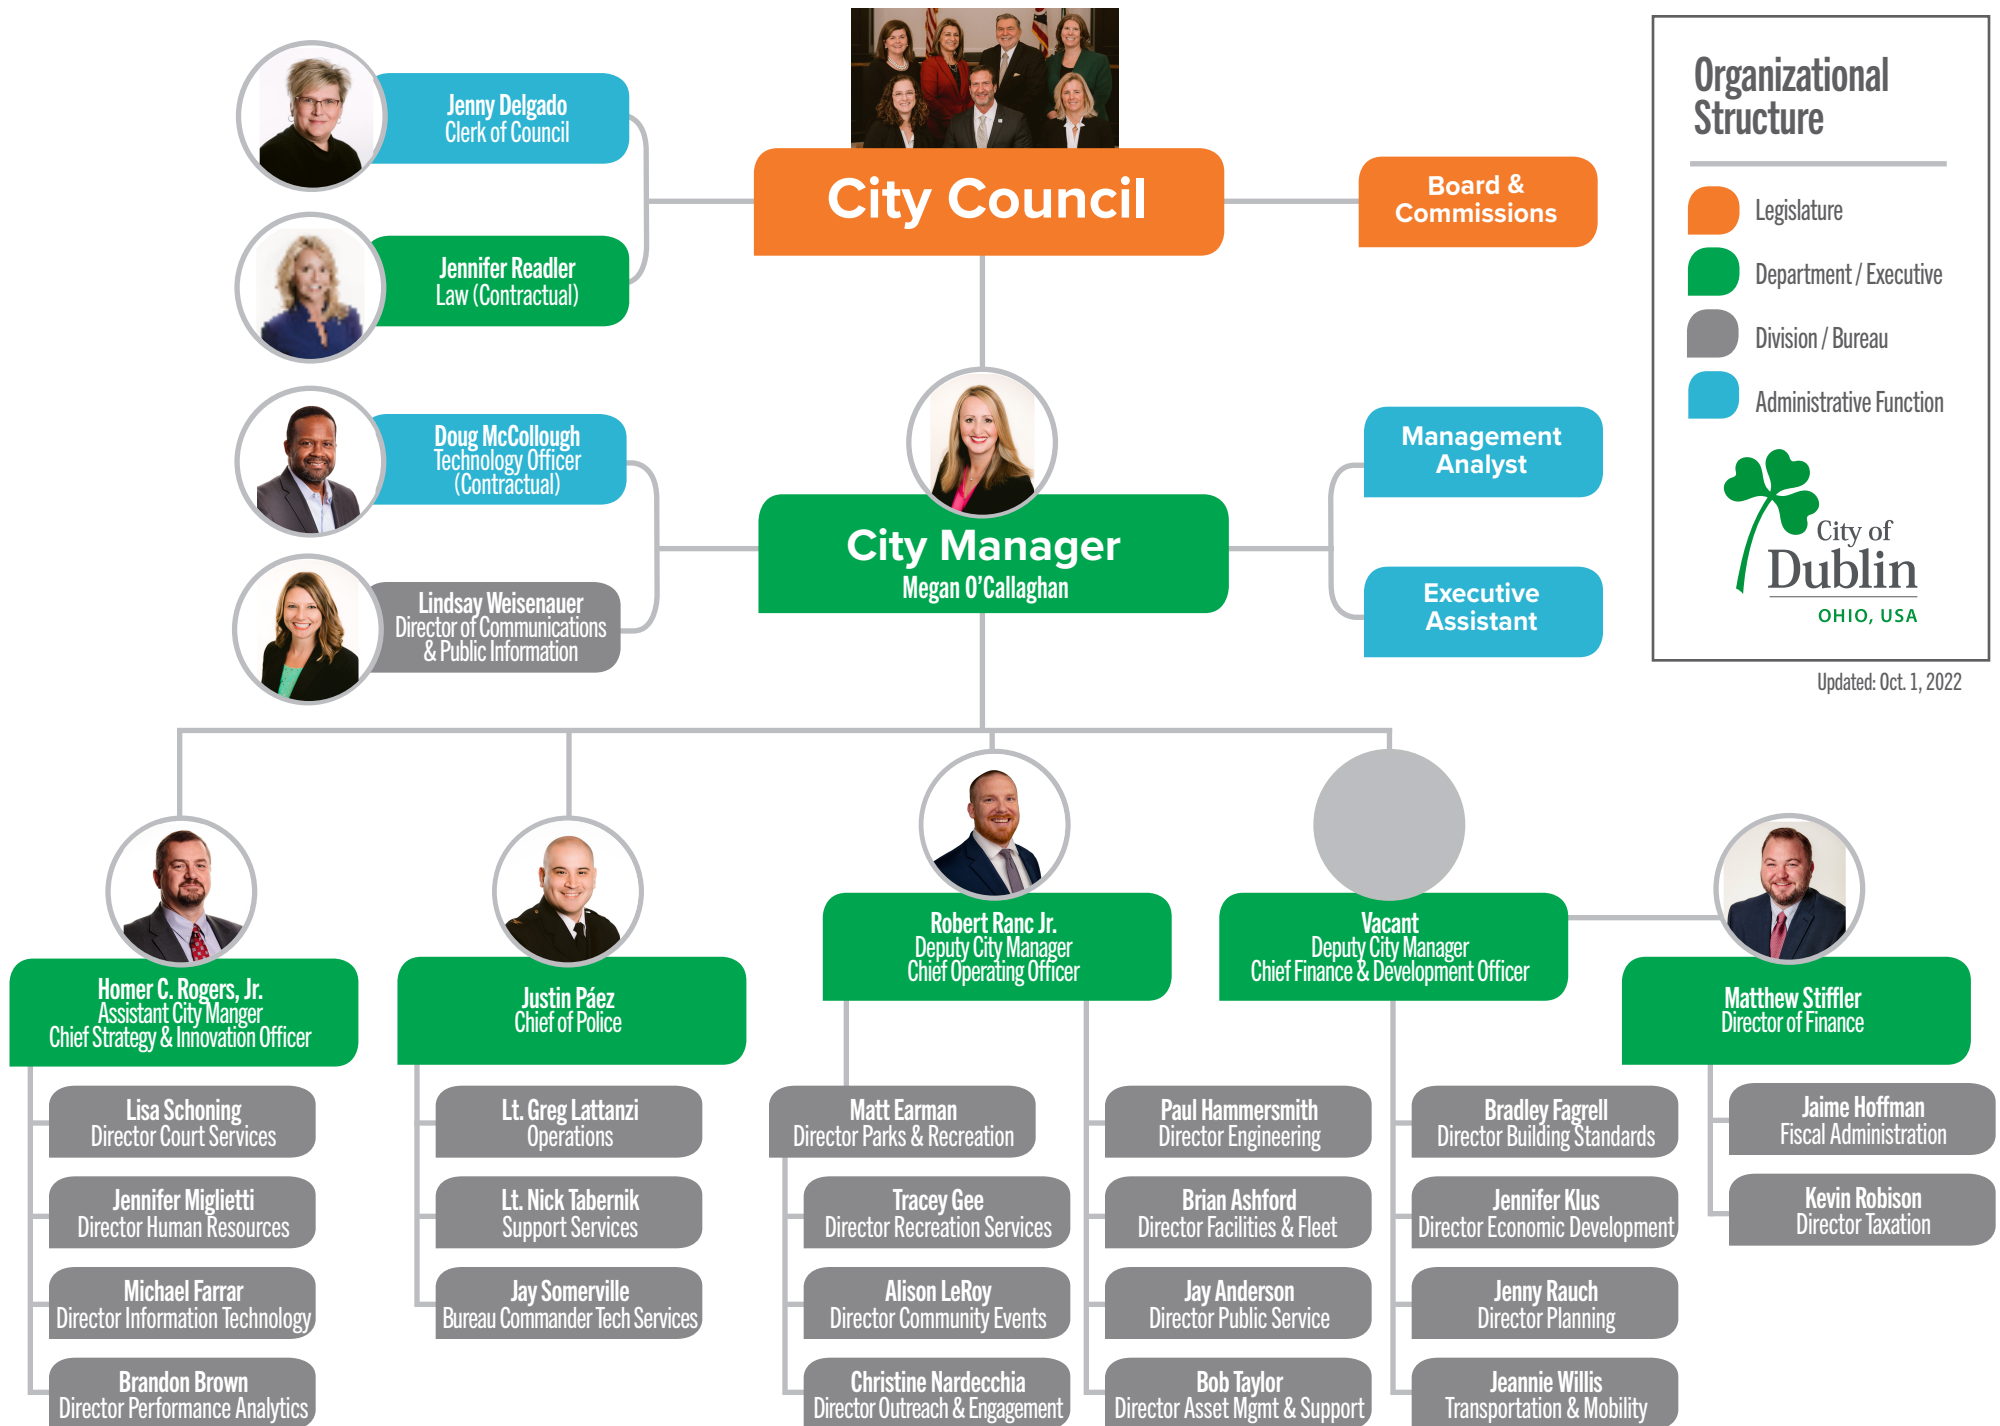 Jenny Delgado
Clerk of Council
City Council
Board &
Commissions
Jennifer Readler
Law (Contractual)
Organizational
Structure
Legislature
Department / Executive
Division / Bureau
Administrative Function
City of
Dublin
OHIO, USA
Updated: Oct. 1, 2022
Doug McCollough
Technology Officer
(Contractual)
Lindsay Weisenauer
Director of Communications
& Public Information
City Manager
Megan O’Callaghan
Management
Analyst
Executive
Assistant
Homer C. Rogers, Jr.
Assistant City Manger
Chief Strategy & Innovation Officer
Lisa Schoning
Director Court Services
Jennifer Miglietti
Director Human Resources
Michael Farrar
Director Information Technology
Brandon Brown
Director Performance Analytics
Justin Páez
Chief of Police
Lt. Greg Lattanzi
Operations
Lt. Nick Tabernik
Support Services
Jay Somerville
Bureau Commander Tech Services
Robert Ranc Jr.
Deputy City Manager
Chief Operating Officer
Matt Earman
Director Parks & Recreation
Tracey Gee
Director Recreation Services
Alison LeRoy
Director Community Events
Christine Nardecchia
Director Outreach & Engagement
Paul Hammersmith
Director Engineering
Brian Ashford
Director Facilities & Fleet
Jay Anderson
Director Public Service
Bob Taylor
Director Asset Mgmt & Support
Vacant
Deputy City Manager
Chief Finance & Development Officer
Bradley Fagrell
Director Building Standards
Jennifer Klus
Director Economic Development
Jenny Rauch
Director Planning
Jeannie Willis
Transportation & Mobility
Matthew Stiffler
Director of Finance
Jaime Hoffman
Fiscal Administration
Kevin Robison
Director Taxation